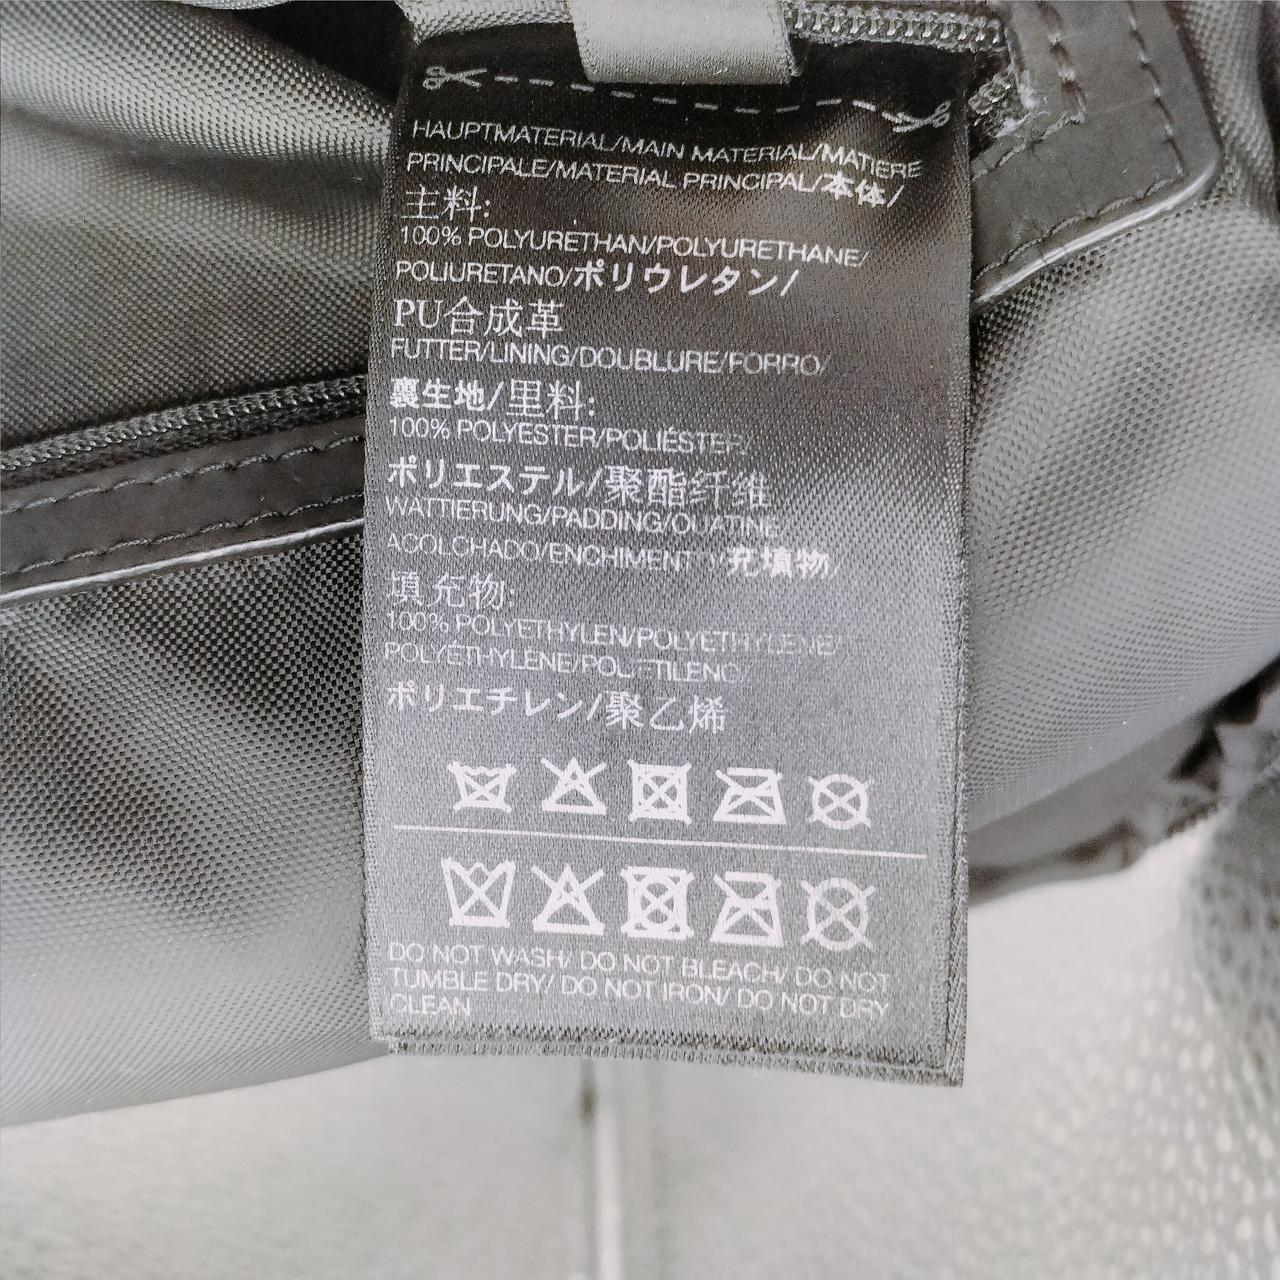 HAUPTMATERIAL/MAIN MATERIAL/MATIERE
PRINCIPALE/MATERIAL PRINCIPAL/本体/
主料:
100% POLYURETHAN/POLYURETHANE/
POLIURETANO/ポリウレタン/
PU合成革
FUTTER/LINING/DOUBLURE/FORRO/
裏生地/里料:
100% POLYESTER/POLIÉSTER/
ポリエステル/聚酯纤维
WATTIERUNG/PADDING/OUATINE
ACOLCHADO/充填物
填充物:
100% POLYETHYLEN/POLYETHYLENE/
POLYÉTHYLÈNE/
ポリエチレン/聚乙烯
DO NOT WASH/ DO NOT BLEACH/ DO NOT
TUMBLE DRY/ DO NOT IRON/ DO NOT DRY
CLEAN